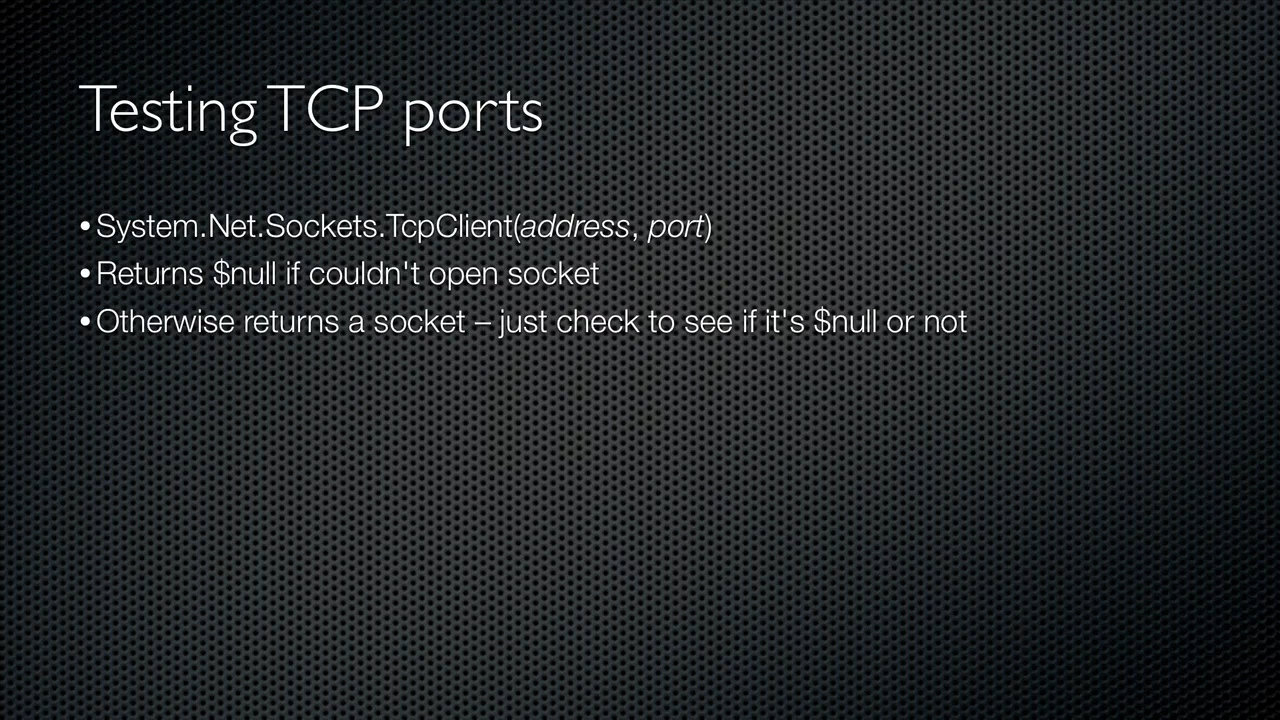 Testing TCP ports
• System.Net.Sockets.TcpClient(address, port)
• Returns $null if couldn't open socket
• Otherwise returns a socket – just check to see if it's $null or not